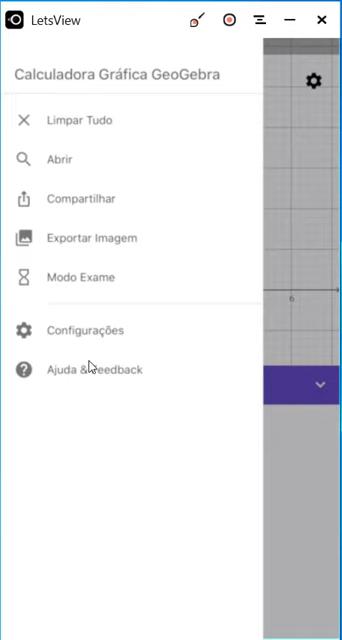 LetsView
Calculadora Gráfica GeoGebra
Limpar Tudo
Abrir
Compartilhar
Exportar Imagem
Modo Exame
6
Configurações
Ajuda & Feedback